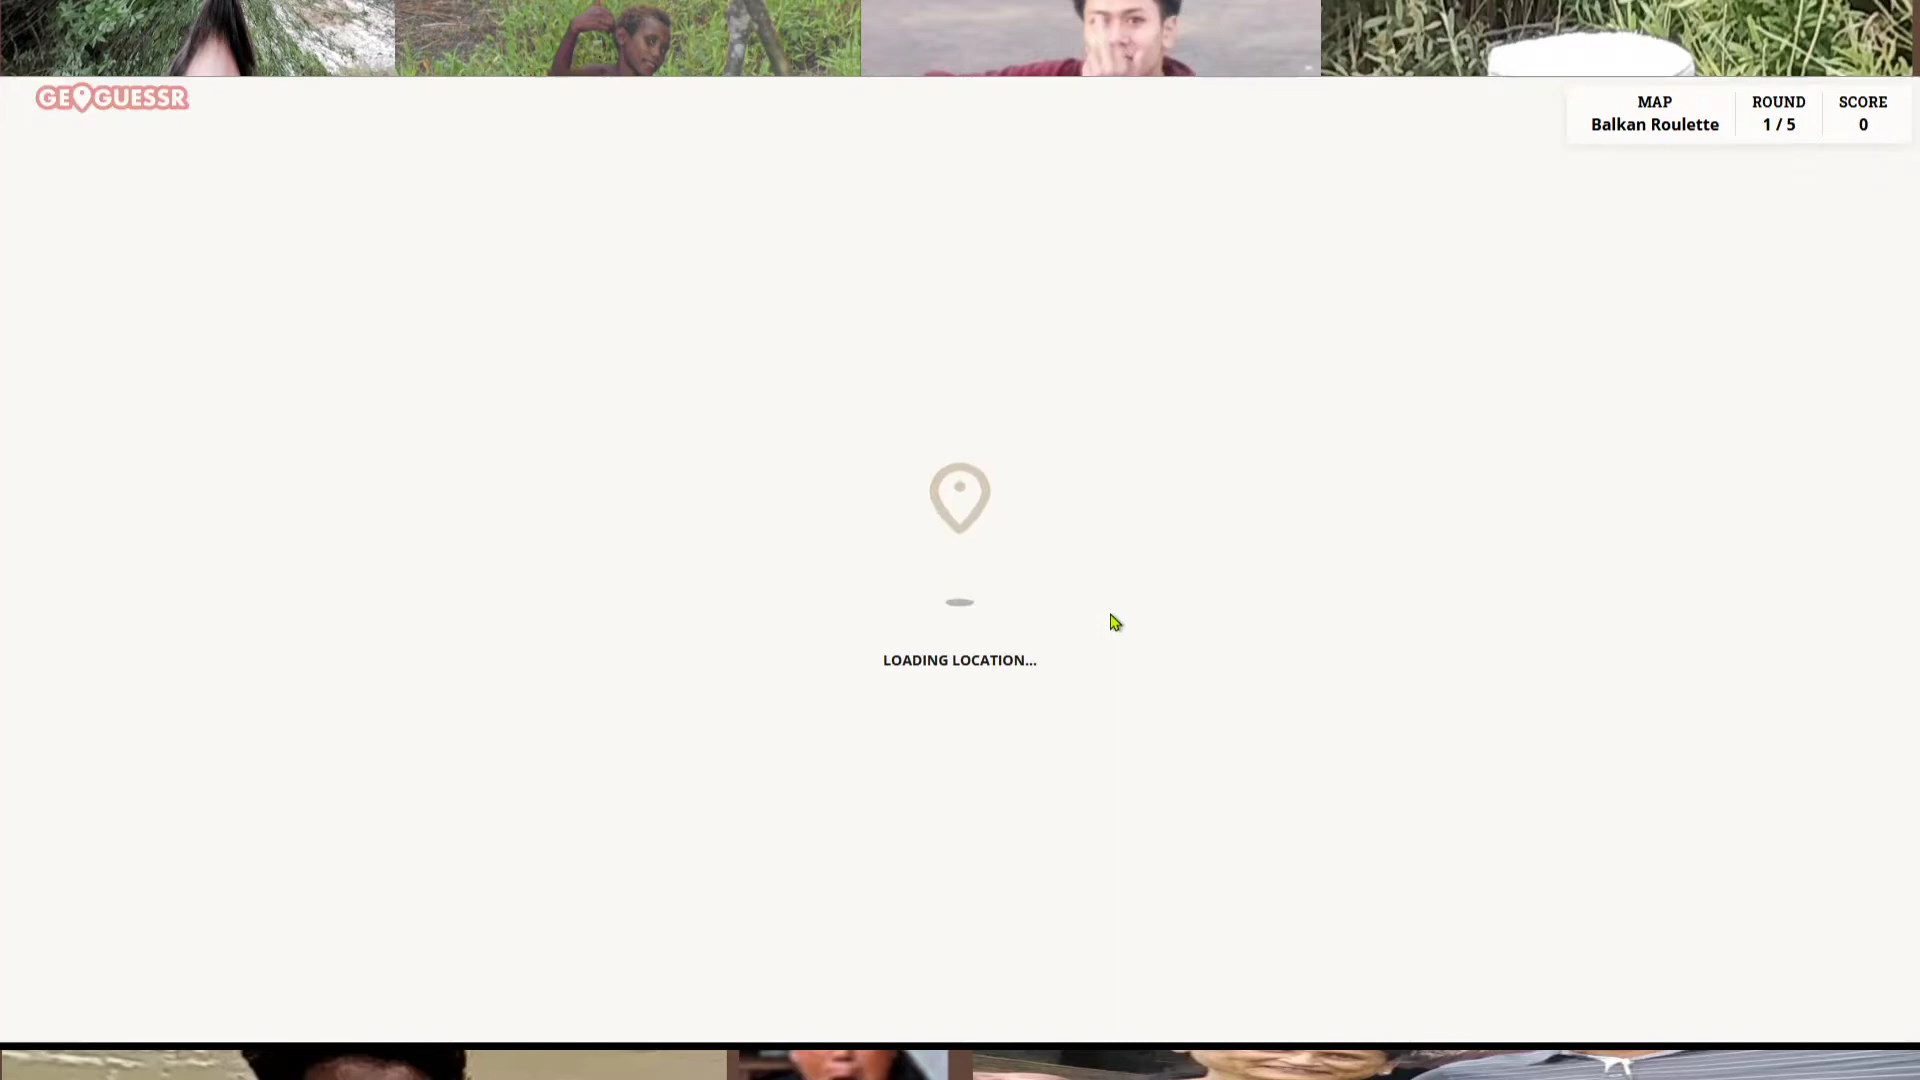 GEOGUESSR
MAP
Balkan Roulette
ROUND
1 / 5
SCORE
0
LOADING LOCATION...